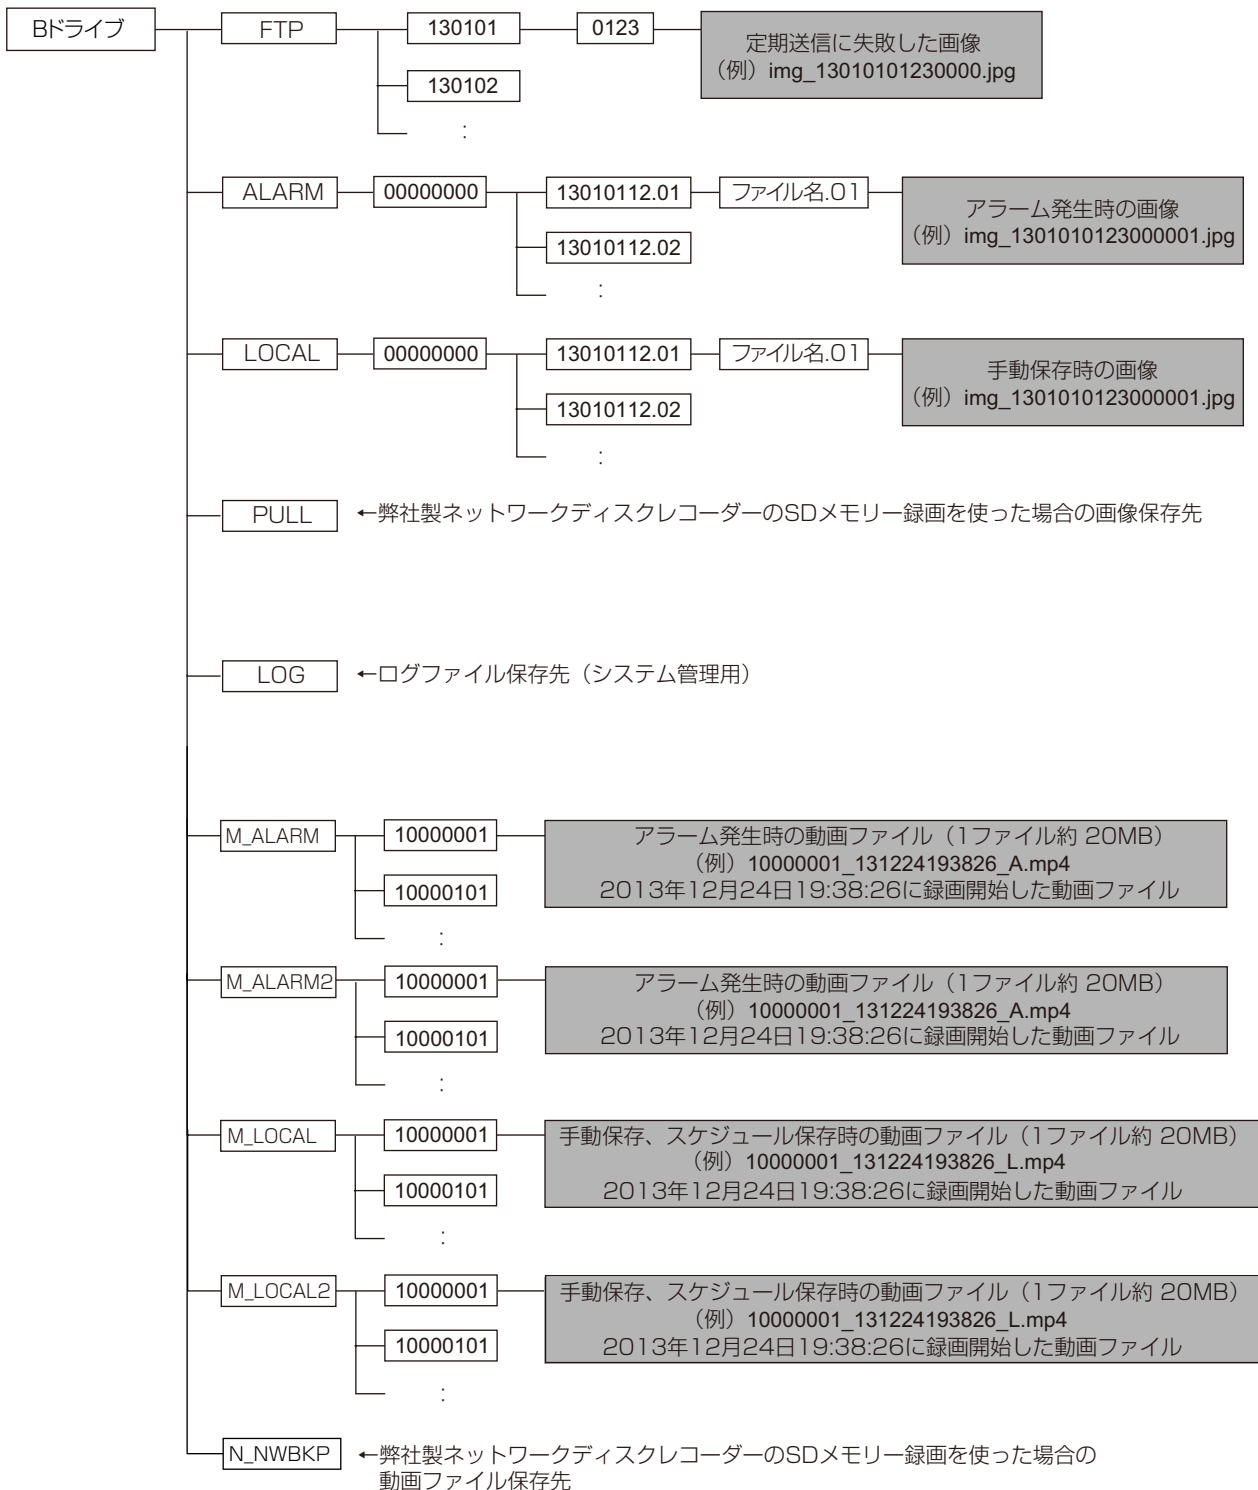 Bドライブ FTP 130101 0123
定期送信に失敗した画像
（例）img_13010101230000.jpg
130102
:
ALARM 00000000 13010112.01 ファイル名.01
アラーム発生時の画像
（例）img_1301010123000001.jpg
13010112.02
:
LOCAL 00000000 13010112.01 ファイル名.01
手動保存時の画像
（例）img_1301010123000001.jpg
13010112.02
:
PULL ←弊社製ネットワークディスクレコーダーのSDメモリー録画を使った場合の画像保存先
LOG ←ログファイル保存先（システム管理用）
M_ALARM 10000001
アラーム発生時の動画ファイル（1ファイル約 20MB）
（例）10000001_131224193826_A.mp4
2013年12月24日19:38:26に録画開始した動画ファイル
10000101
:
M_ALARM2 10000001
アラーム発生時の動画ファイル（1ファイル約 20MB）
（例）10000001_131224193826_A.mp4
2013年12月24日19:38:26に録画開始した動画ファイル
10000101
:
M_LOCAL 10000001
手動保存、スケジュール保存時の動画ファイル（1ファイル約 20MB）
（例）10000001_131224193826_L.mp4
2013年12月24日19:38:26に録画開始した動画ファイル
10000101
:
M_LOCAL2 10000001
手動保存、スケジュール保存時の動画ファイル（1ファイル約 20MB）
（例）10000001_131224193826_L.mp4
2013年12月24日19:38:26に録画開始した動画ファイル
10000101
:
N_NWBKP ←弊社製ネットワークディスクレコーダーのSDメモリー録画を使った場合の
動画ファイル保存先